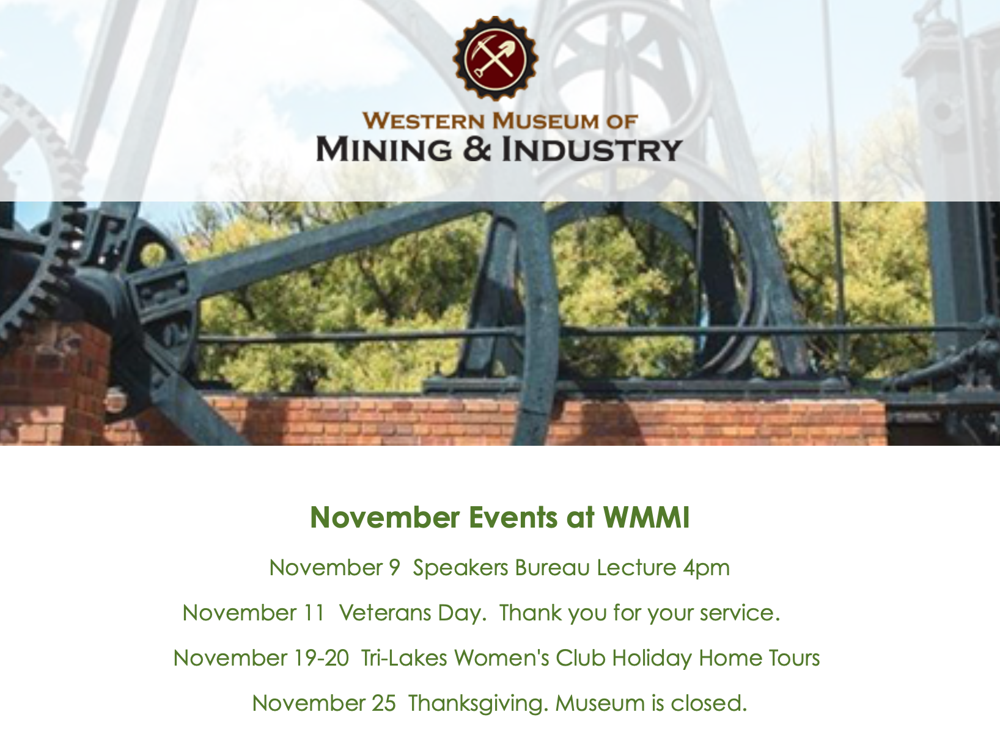 WESTERN MUSEUM OF
MINING & INDUSTRY
November Events at WMMI
November 9  Speakers Bureau Lecture 4pm
November 11  Veterans Day.  Thank you for your service.
November 19-20  Tri-Lakes Women's Club Holiday Home Tours
November 25  Thanksgiving. Museum is closed.